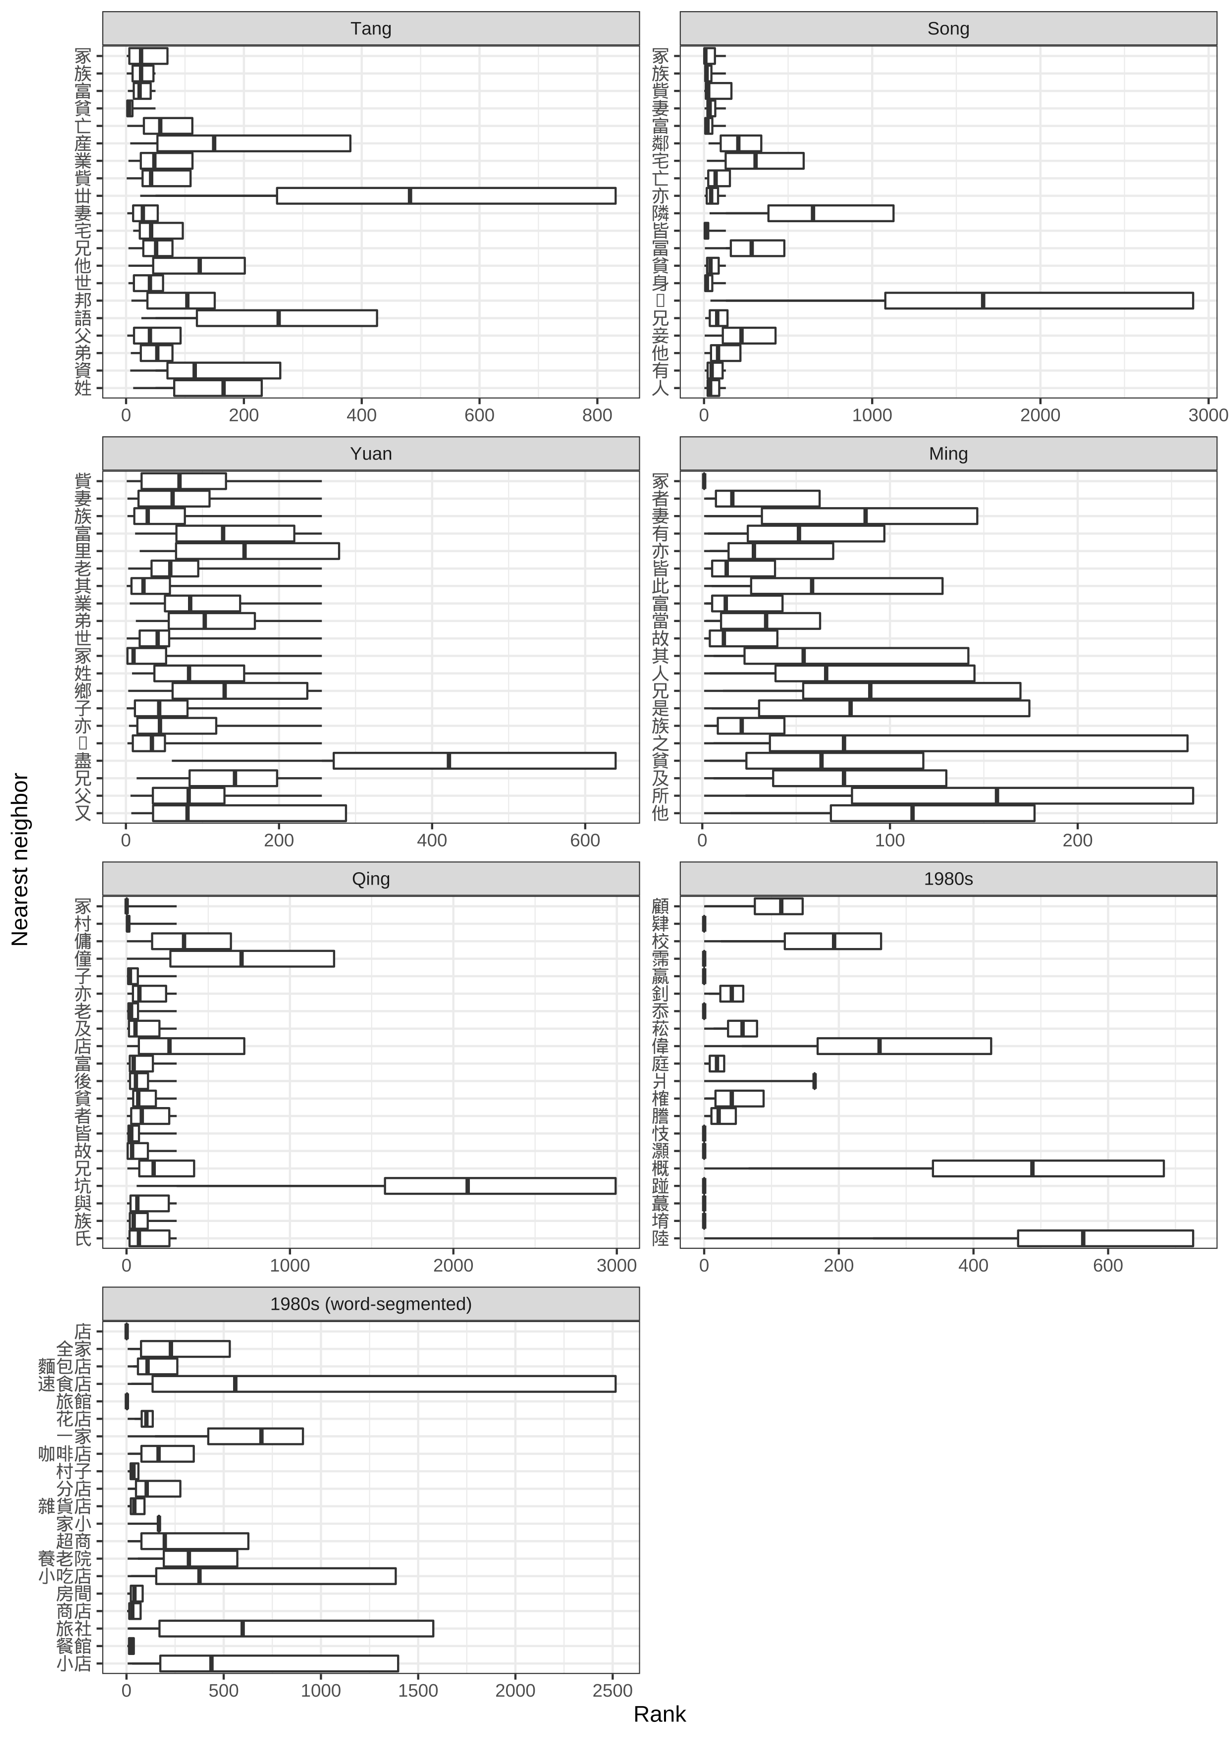 Tang
冢
族
富
貧
亡
産
業
貲
丗
妻
宅
兄
他
世
邦
語
父
弟
資
姓
0 200 400 600 800
Song
冢
族
貲
妻
富
鄰
宅
亡
亦
隣
皆
冨
貧
身
兄
妾
他
有
人
0 1000 2000 3000
Yuan
貲
妻
族
富
里
老
其
業
弟
世
冢
姓
鄉
子
亦
盡
兄
父
又
0 200 400 600
Ming
冢
者
妻
有
亦
皆
此
富
當
故
其
人
兄
是
族
之
貧
及
所
他
0 100 200
Qing
冢
村
傭
僮
子
亦
老
及
店
富
後
貧
者
皆
故
兄
坑
與
族
氏
0 1000 2000 3000
1980s
顧
肄
校
霈
嬴
釗
忝
菘
偉
庭
爿
榷
謄
忮
灝
概
踫
蕞
堉
陸
0 200 400 600
1980s (word-segmented)
店
全家
麵包店
速食店
旅館
花店
一家
咖啡店
村子
分店
雜貨店
家小
超商
養老院
小吃店
房間
商店
旅社
餐館
小店
0 500 1000 1500 2000 2500
Nearest neighbor
Rank